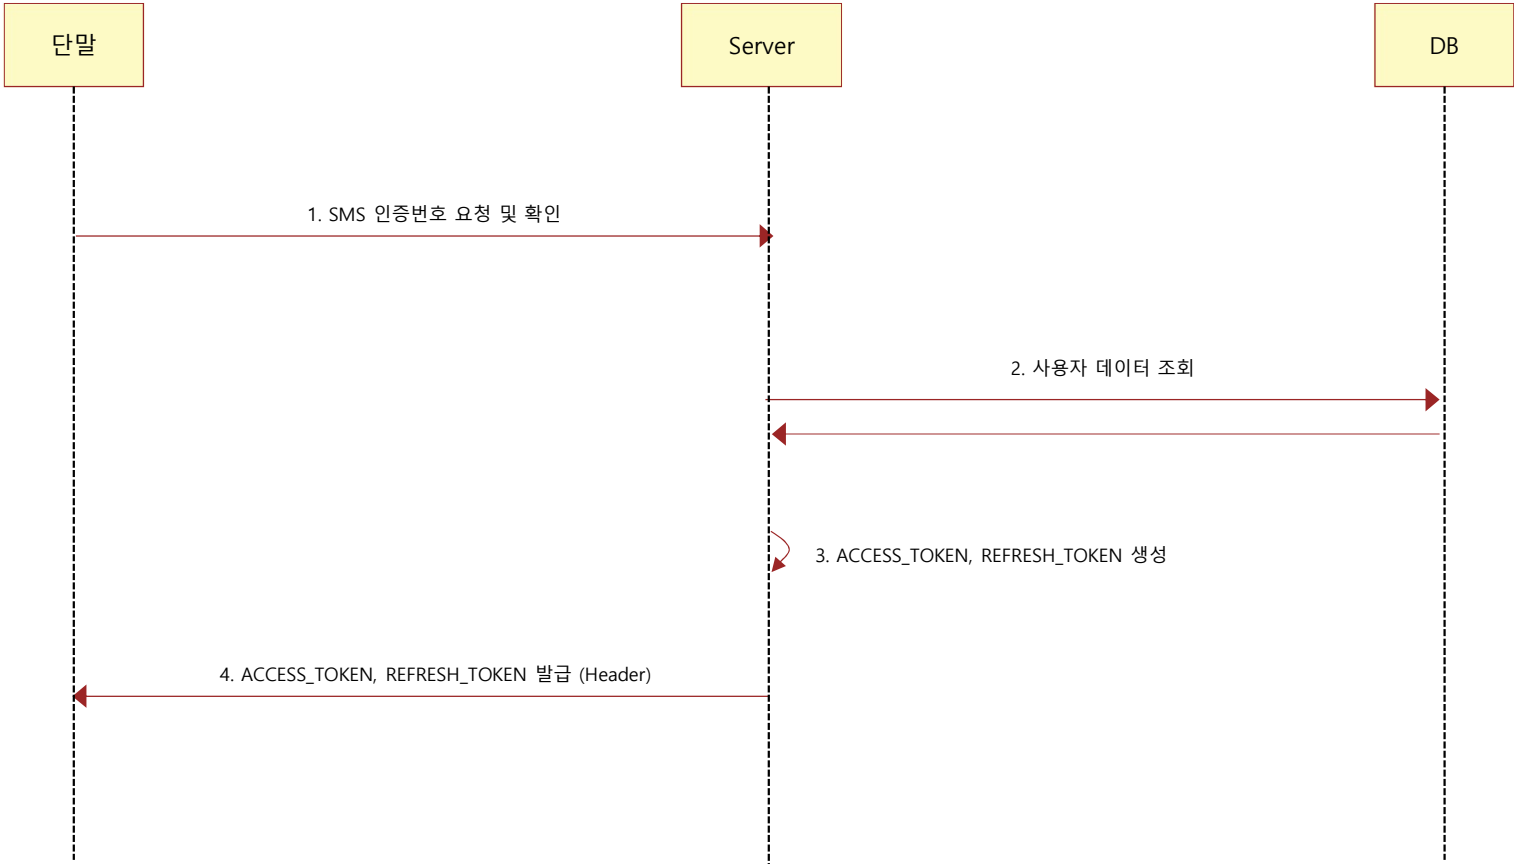 단말
Server
DB
1. SMS 인증번호 요청 및 확인
2. 사용자 데이터 조회
3. ACCESS_TOKEN, REFRESH_TOKEN 생성
4. ACCESS_TOKEN, REFRESH_TOKEN 발급 (Header)